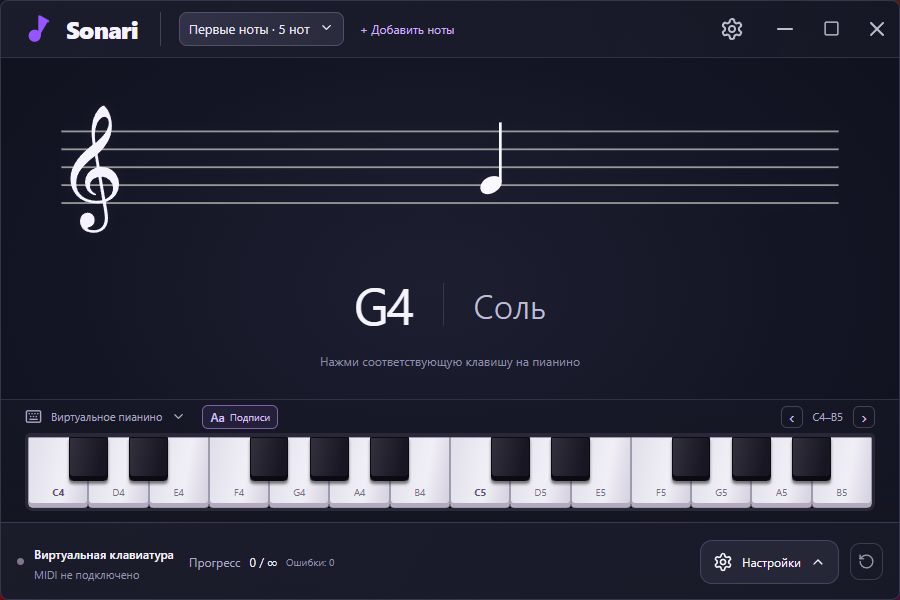 Sonari
Первые ноты · 5 нот
+ Добавить ноты
G4
Соль
Нажми соответствующую клавишу на пианино
Виртуальное пианино
Aa Подписи
C4–B5
C4 D4 E4 F4 G4 A4 B4 C5 D5 E5 F5 G5 A5 B5
Виртуальная клавиатура
MIDI не подключено
Прогресс 0 / ∞ Ошибки: 0
Настройки